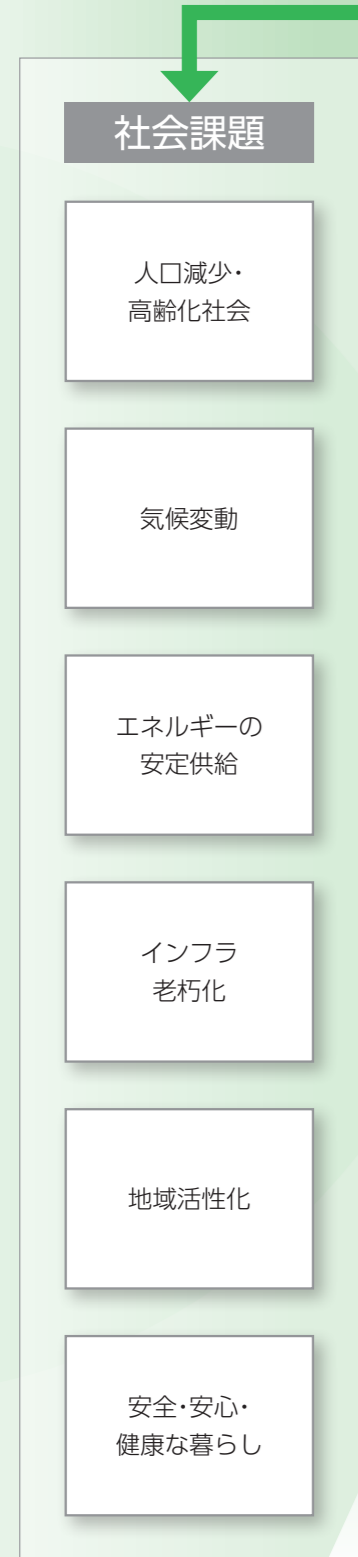 社会課題
人口減少・
高齢化社会
気候変動
エネルギーの
安定供給
インフラ
老朽化
地域活性化
安全・安心・
健康な暮らし